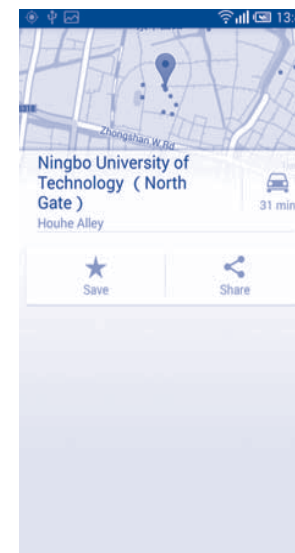 13:
Zhongshan W.Rd
Ningbo University of
Technology （North
Gate）
31 min
Houhe Alley
Save
Share